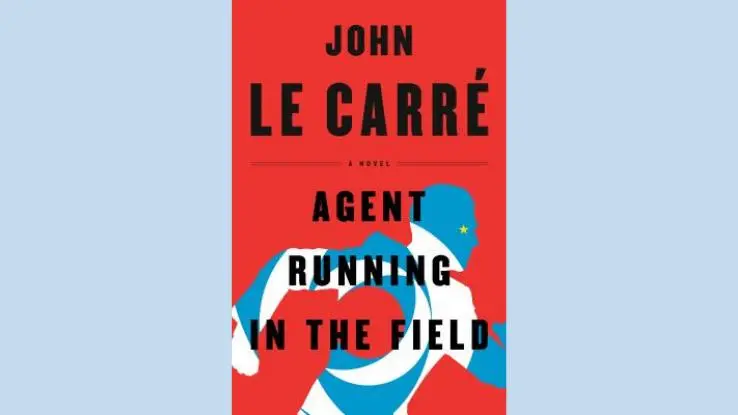 JOHN
LE CARRÉ
A NOVEL
AGENT
RUNNING
IN THE FIELD